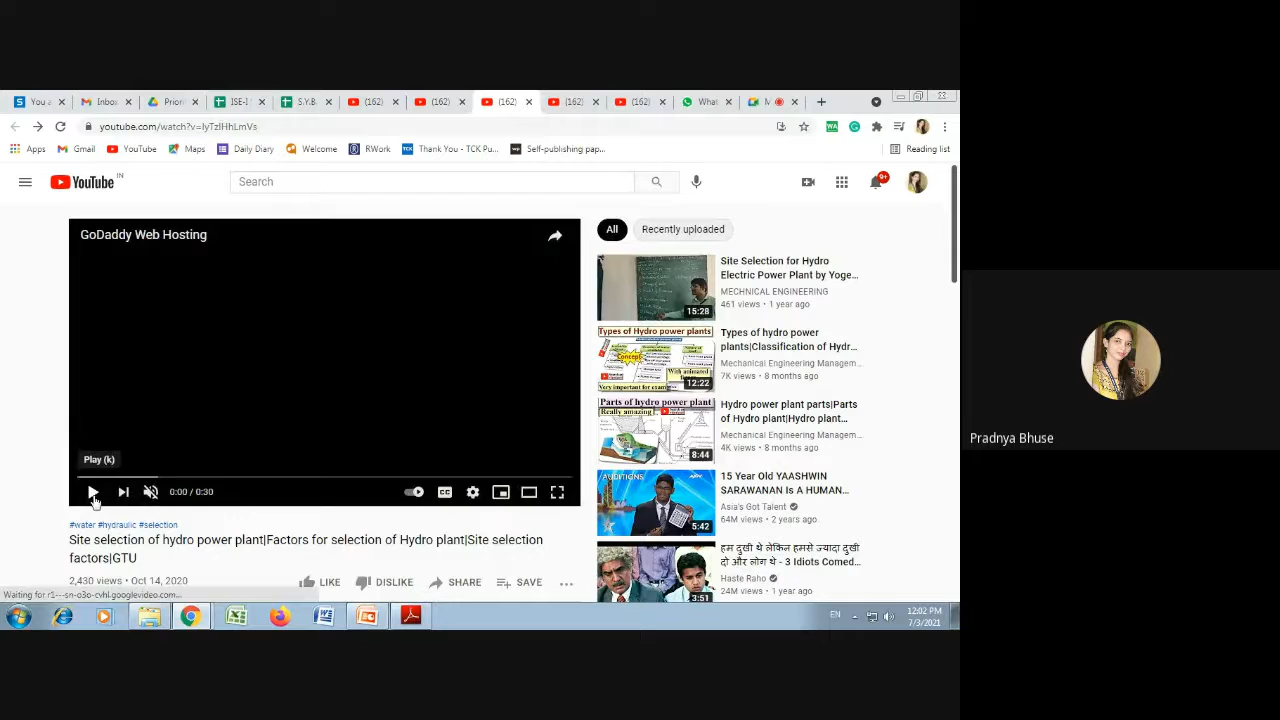 You a
Inbox
Prior
ISE-I
S.Y.B.
(162)
(162)
(162)
(162)
(162)
What
M
youtube.com/watch?v=IyTzlHhLmVs
Apps
Gmail
YouTube
Maps
Daily Diary
Welcome
RWork
Thank You - TCK Pu...
Self-publishing pap...
Reading list
YouTube IN
Search
9+
GoDaddy Web Hosting
Play (k)
0:00 / 0:30
#water #hydraulic #selection
Site selection of hydro power plant|Factors for selection of Hydro plant|Site selection
factors|GTU
2,430 views • Oct 14, 2020
LIKE
DISLIKE
SHARE
SAVE
Waiting for r1---sn-o3o-cvhl.googlevideo.com...
All
Recently uploaded
15:28
Site Selection for Hydro
Electric Power Plant by Yoge...
MECHNICAL ENGINEERING
461 views • 1 year ago
Types of Hydro power plants
Concept
With animated
Very important for exam
12:22
Types of hydro power
plants|Classification of Hydr...
Mechanical Engineering Managem...
7K views • 8 months ago
Parts of hydro power plant
Really amazing
8:44
Hydro power plant parts|Parts
of Hydro plant|Hydro plant...
Mechanical Engineering Managem...
4K views • 8 months ago
AUDITIONS
5:42
15 Year Old YAASHWIN
SARAWANAN Is A HUMAN...
Asia's Got Talent
64M views • 2 years ago
3:51
हम दुखी थे लेकिन हमसे ज्यादा दुखी
दो और लोग थे - 3 Idiots Comed...
Haste Raho
24M views • 1 year ago
EN
12:02 PM
7/3/2021
Pradnya Bhuse